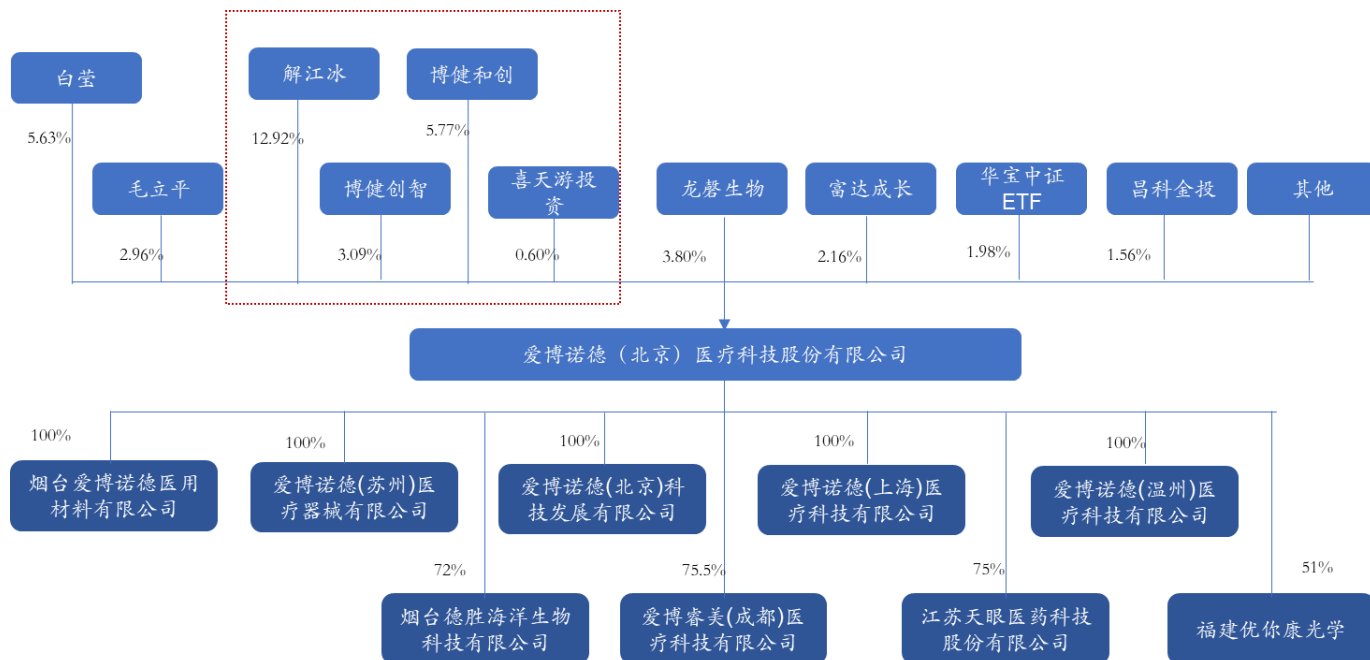 白莹
解江冰
博健和创
5.63%
12.92%
5.77%
毛立平
博健创智
喜天游投
资
龙磬生物
富达成长
华宝中证
ETF
昌科金投
其他
2.96%
3.09%
0.60%
3.80%
2.16%
1.98%
1.56%
爱博诺德（北京）医疗科技股份有限公司
100%
100%
100%
100%
100%
烟台爱博诺德医用
材料有限公司
爱博诺德(苏州)医
疗器械有限公司
爱博诺德(北京)科
技发展有限公司
爱博诺德(上海)医
疗科技有限公司
爱博诺德(温州)医
疗科技有限公司
72%
75.5%
75%
51%
烟台德胜海洋生物
科技有限公司
爱博睿美(成都)医
疗科技有限公司
江苏天眼医药科技
股份有限公司
福建优你康光学